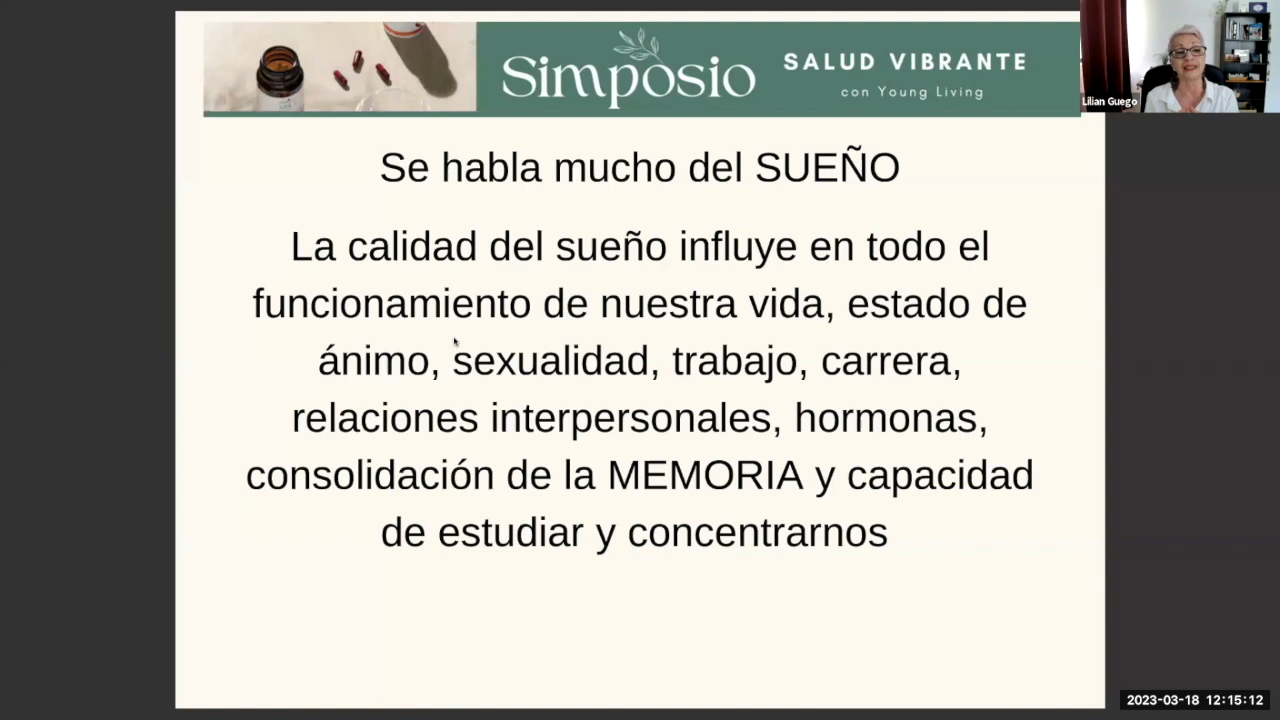 Simposio
SALUD VIBRANTE
con Young Living
Lilian Guego
Se habla mucho del SUEÑO
La calidad del sueño influye en todo el
funcionamiento de nuestra vida, estado de
ánimo, sexualidad, trabajo, carrera,
relaciones interpersonales, hormonas,
consolidación de la MEMORIA y capacidad
de estudiar y concentrarnos
2023-03-18 12:15:12